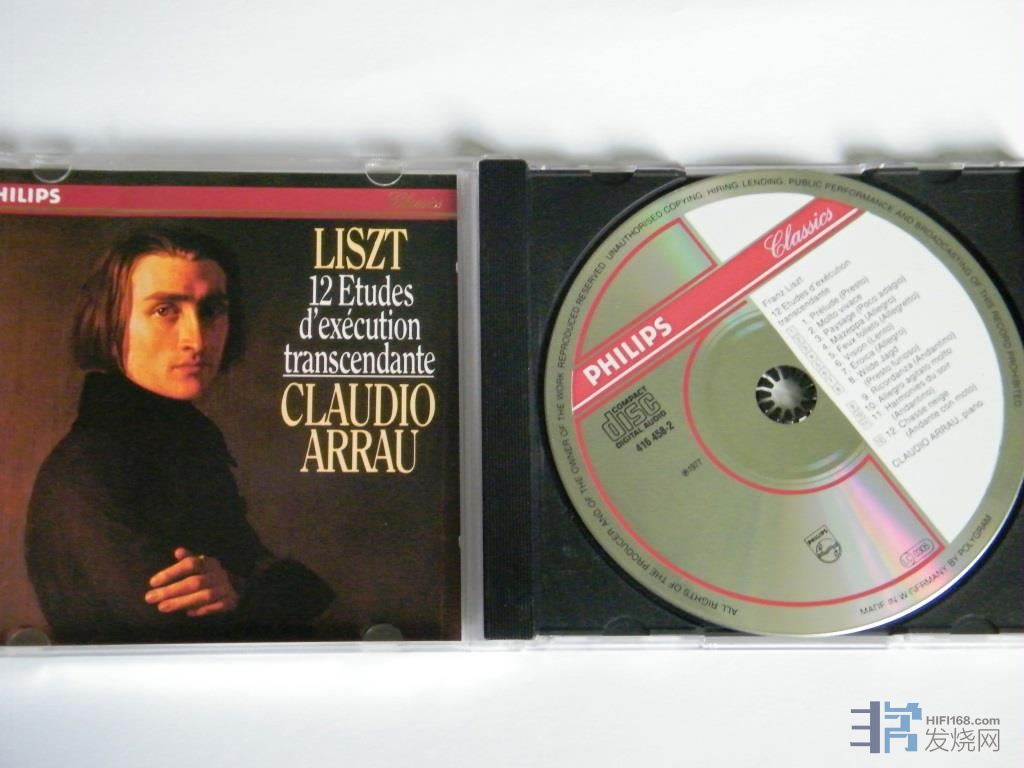 PHILIPS
Classics
LISZT
12 Etudes
d'exécution
transcendante
CLAUDIO
ARRAU
ALL RIGHTS OF THE PRODUCER AND OF THE OWNER OF THE WORK REPRODUCED RESERVED UNAUTHORISED COPYING, HIRING, LENDING, PUBLIC PERFORMANCE AND BROADCASTING OF THIS RECORD PROHIBITED
MADE IN W. GERMANY BY POLYGRAM
PHILIPS Classics
COMPACT
disc
DIGITAL AUDIO
416 458-2
℗1977
Franz Liszt
12 Etudes d'exécution
transcendante
1. Prélude (Presto)
2. Molto vivace
3. Paysage (Poco adagio)
4. Mazeppa (Allegro)
5. Feux follets (Allegretto)
6. Vision (Lento)
7. Eroica (Allegro)
8. Wilde Jagd
(Presto furioso)
9. Ricordanza (Andantino)
10. Allegro agitato molto
11. Harmonies du soir
(Andantino)
12. Chasse neige
(Andante con moto)
CLAUDIO ARRAU, piano
PHILIPS
HIFI168.com
发烧网